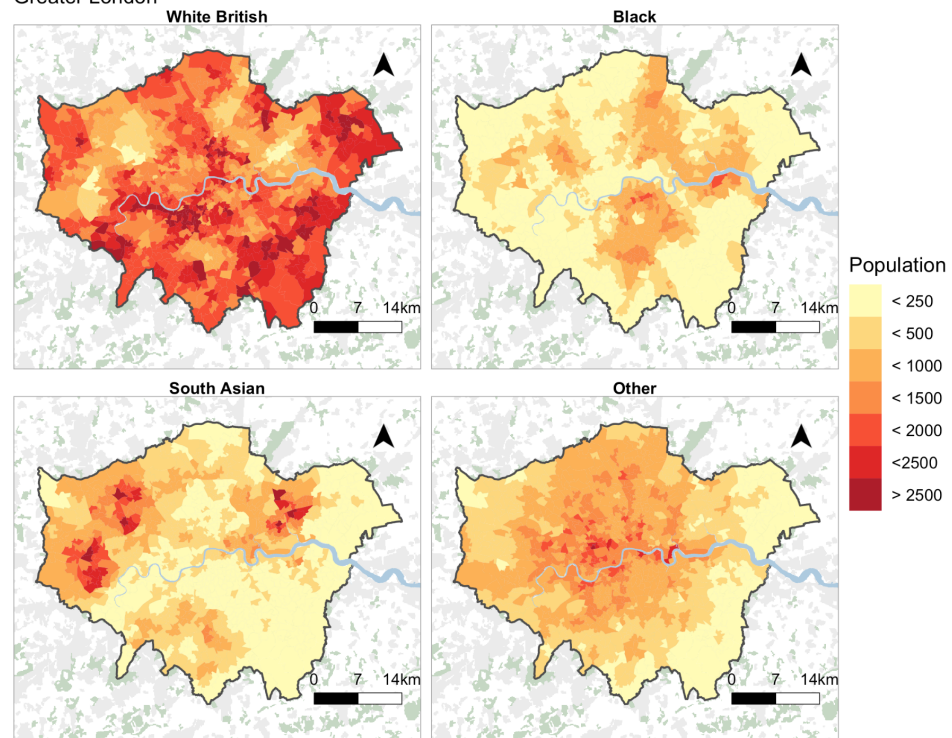 Greater London
White British
Black
0 7 14km
0 7 14km
Population
< 250
< 500
< 1000
< 1500
< 2000
<2500
> 2500
South Asian
Other
0 7 14km
0 7 14km